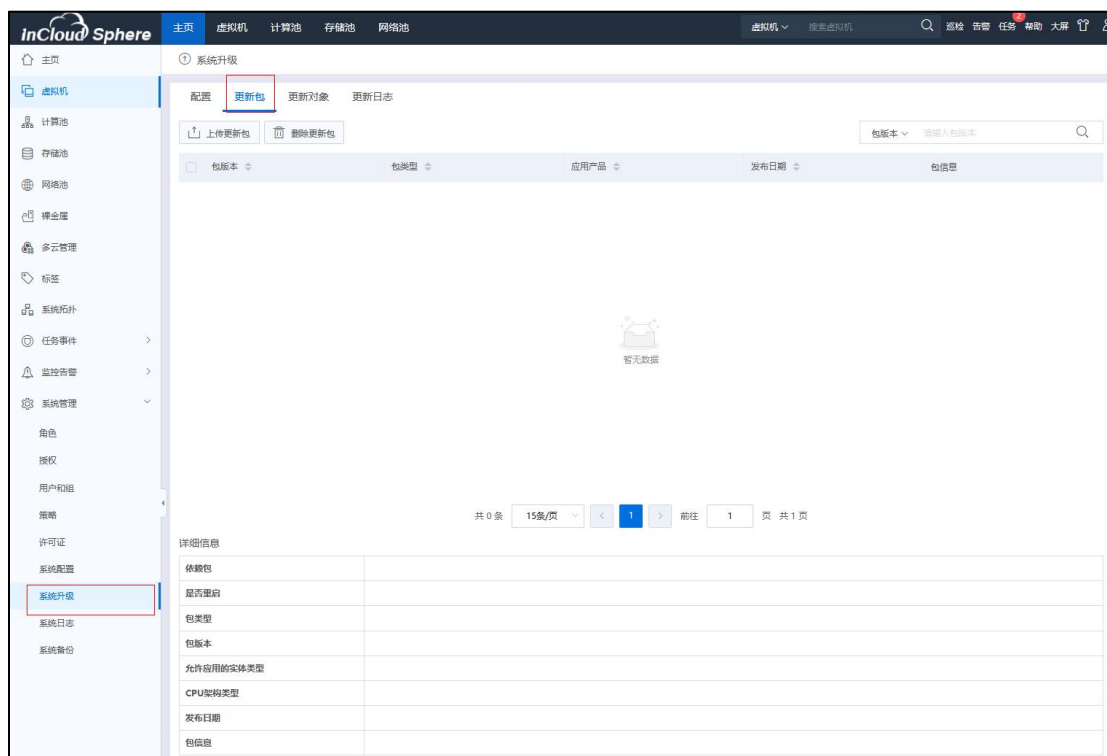 inCloud Sphere 主页 虚拟机 计算池 存储池 网络池 虚拟机 搜索虚拟机 巡检 告警 任务 2 帮助 大屏
主页
虚拟机
计算池
存储池
网络池
裸金属
多云管理
标签
系统拓扑
任务事件
监控告警
系统管理
角色
授权
用户和组
策略
许可证
系统配置
系统升级
系统日志
系统备份
系统升级
配置 更新包 更新对象 更新日志
上传更新包 删除更新包 包版本 请输入包版本
包版本 包类型 应用产品 发布日期 包信息
暂无数据
共 0 条 15条/页 1 前往 1 页 共 1 页
详细信息
依赖包
是否重启
包类型
包版本
允许应用的实体类型
CPU架构类型
发布日期
包信息